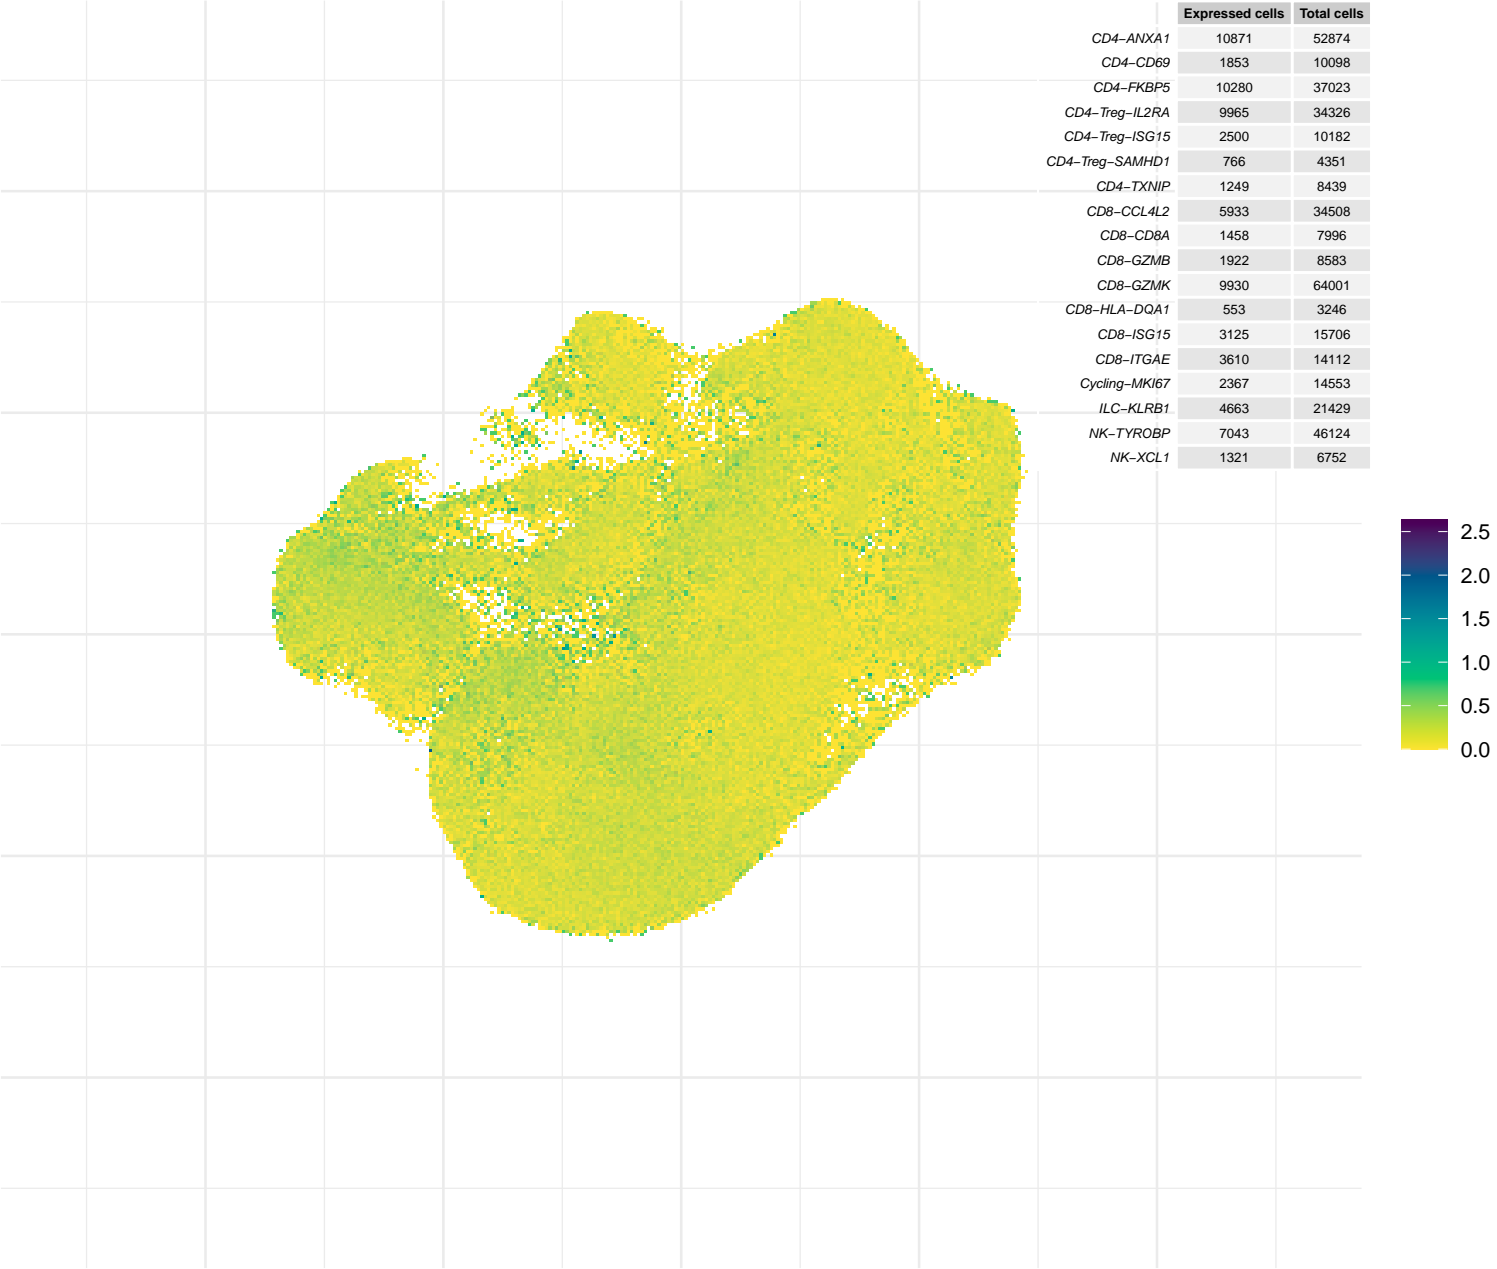 Expressed cells Total cells
CD4−ANXA1 10871 52874
CD4−CD69 1853 10098
CD4−FKBP5 10280 37023
CD4−Treg−IL2RA 9965 34326
CD4−Treg−ISG15 2500 10182
CD4−Treg−SAMHD1 766 4351
CD4−TXNIP 1249 8439
CD8−CCL4L2 5933 34508
CD8−CD8A 1458 7996
CD8−GZMB 1922 8583
CD8−GZMK 9930 64001
CD8−HLA−DQA1 553 3246
CD8−ISG15 3125 15706
CD8−ITGAE 3610 14112
Cycling−MKI67 2367 14553
ILC−KLRB1 4663 21429
NK−TYROBP 7043 46124
NK−XCL1 1321 6752
2.5
2.0
1.5
1.0
0.5
0.0